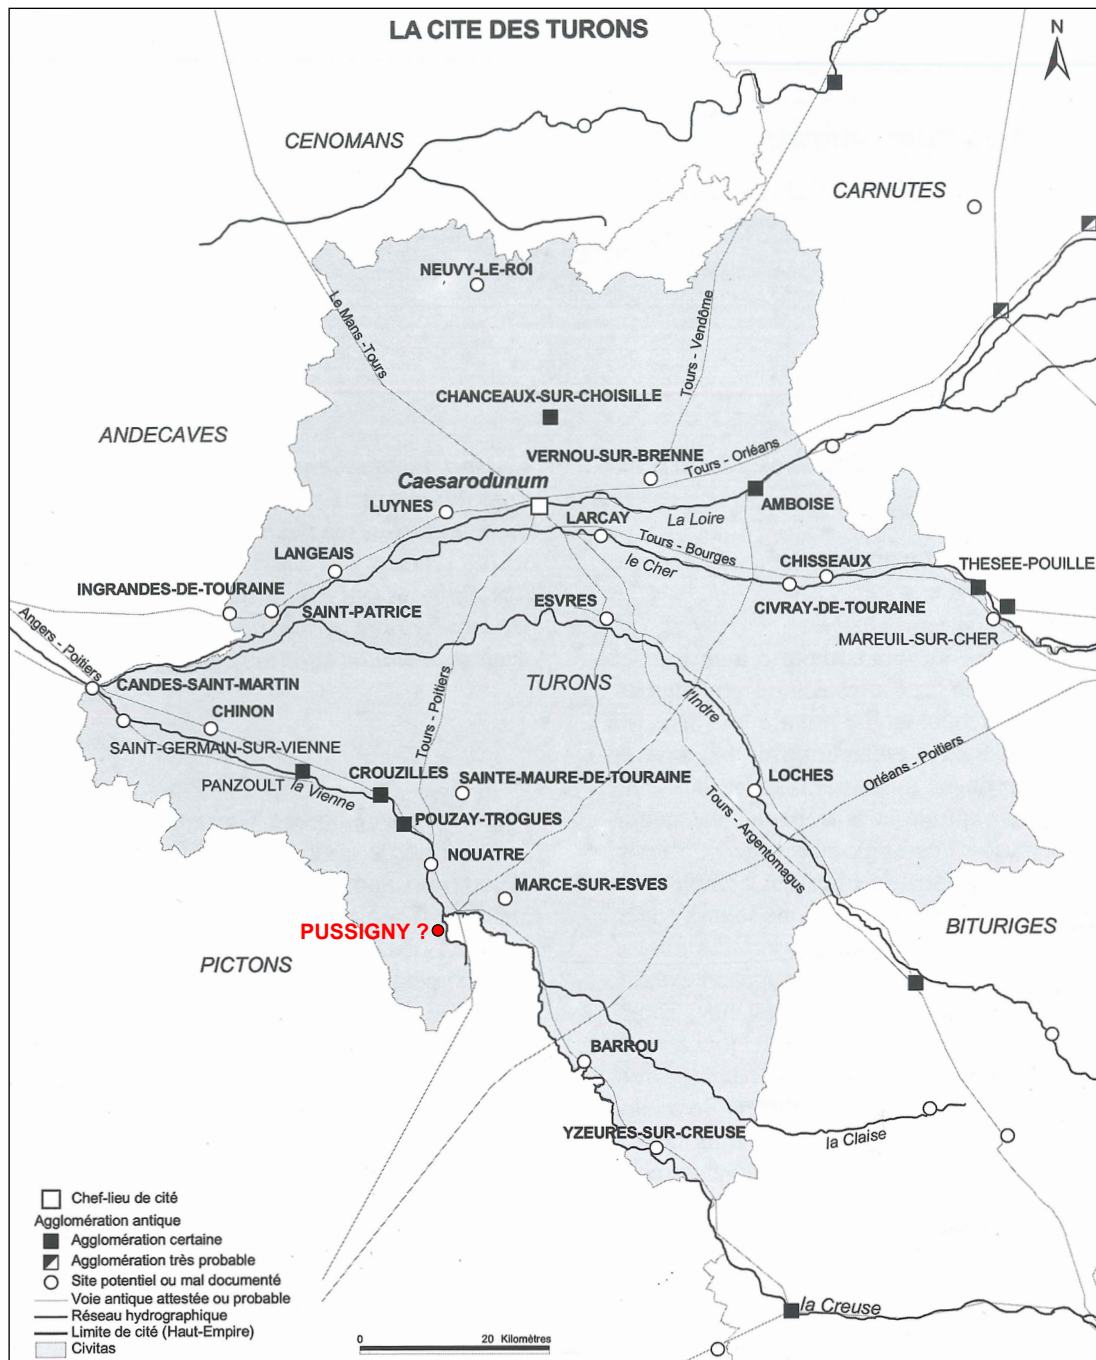 LA CITE DES TURONS
N
CENOMANS
CARNUTES
NEUVY-LE-ROI
Le Mans -Tours
Tours - Vendôme
CHANCEAUX-SUR-CHOISILLE
ANDECAVES
VERNOU-SUR-BRENNE
Tours - Orléans
Caesarodunum
AMBOISE
LUYNES
LARCAY
La Loire
Tours - Bourges
LANGEAIS
le Cher
CHISSEAUX
THESEE-POUILLE
INGRANDES-DE-TOURAINE
ESVRES
CIVRAY-DE-TOURAINE
SAINT-PATRICE
MAREUIL-SUR-CHER
Angers - Poitiers
CANDES-SAINT-MARTIN
TURONS
l'Indre
CHINON
Tours - Poitiers
SAINT-GERMAIN-SUR-VIENNE
Orléans - Poitiers
CROUZILLES
SAINTE-MAURE-DE-TOURAINE
LOCHES
PANZOULT
la Vienne
Tours - Argentomagus
POUZAY-TROGUES
NOUATRE
MARCE-SUR-ESVES
PUSSIGNY ?
BITURIGES
PICTONS
BARROU
YZEURES-SUR-CREUSE
la Claise
la Creuse
Chef-lieu de cité
Agglomération antique
Agglomération certaine
Agglomération très probable
Site potentiel ou mal documenté
Voie antique attestée ou probable
Réseau hydrographique
Limite de cité (Haut-Empire)
Civitas
0 20 Kilomètres